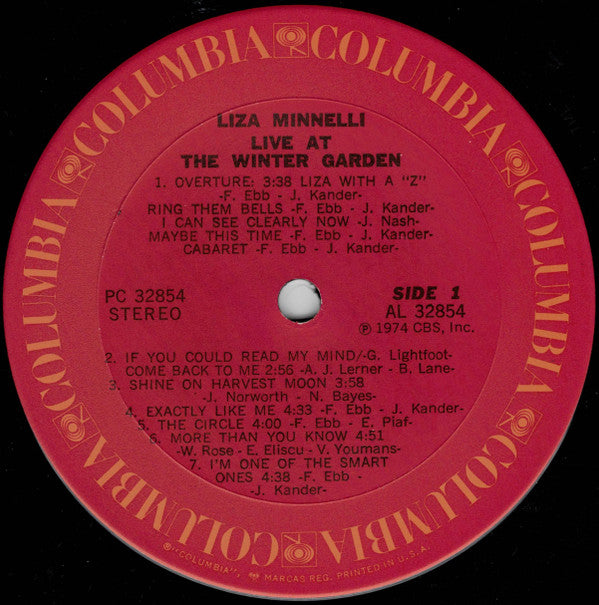 COLUMBIA COLUMBIA COLUMBIA COLUMBIA COLUMBIA COLUMBIA
LIZA MINNELLI
LIVE AT
THE WINTER GARDEN
1. OVERTURE: 3:38 LIZA WITH A "Z"
-F. Ebb - J. Kander-
RING THEM BELLS -F. Ebb - J. Kander-
I CAN SEE CLEARLY NOW -J. Nash-
MAYBE THIS TIME -F. Ebb - J. Kander-
CABARET -F. Ebb - J. Kander-
PC 32854
STEREO
SIDE 1
AL 32854
Ⓟ 1974 CBS, Inc.
2. IF YOU COULD READ MY MIND/-G. Lightfoot-
COME BACK TO ME 2:56 -A. J. Lerner - B. Lane-
3. SHINE ON HARVEST MOON 3:58
-J. Norworth - N. Bayes-
4. EXACTLY LIKE ME 4:33 -F. Ebb - J. Kander-
5. THE CIRCLE 4:00 -F. Ebb - E. Piaf-
6. MORE THAN YOU KNOW 4:51
-W. Rose - E. Eliscu - V. Youmans-
7. I'M ONE OF THE SMART
ONES 4:38 -F. Ebb -
-J. Kander-
®"COLUMBIA", MARCAS REG. PRINTED IN U.S.A.